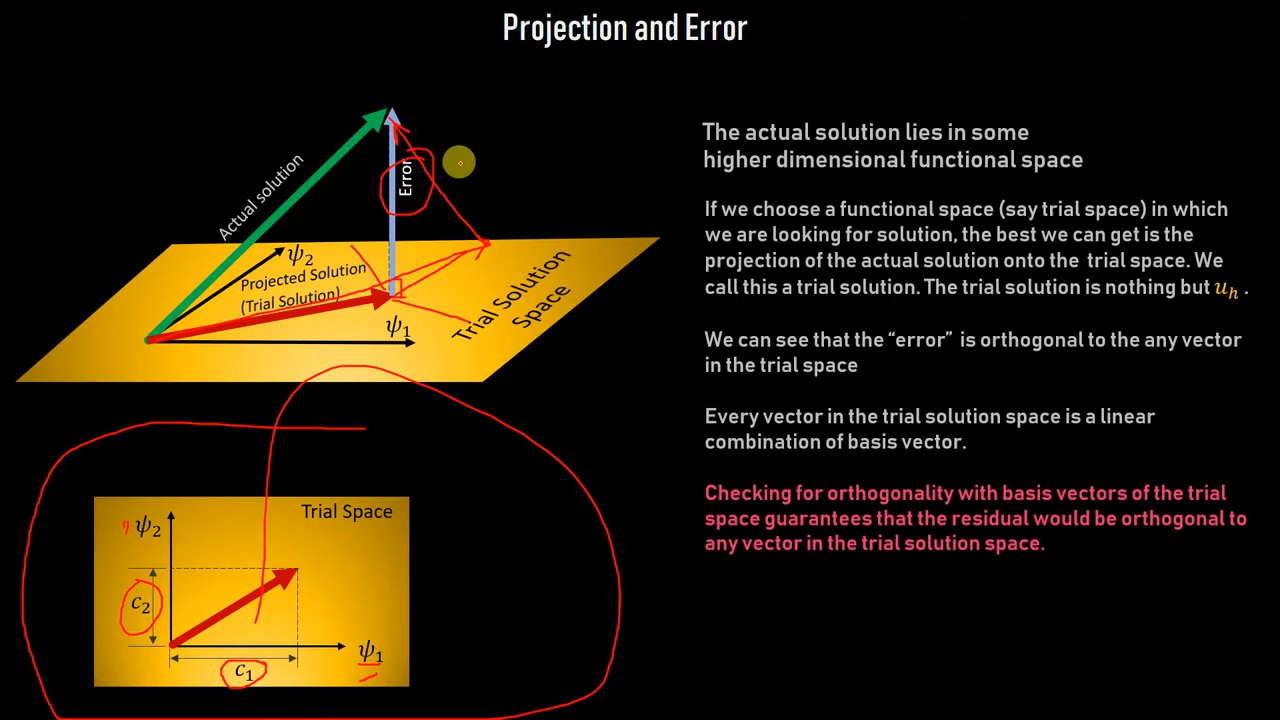 Projection and Error
Actual solution
Error
ψ₂
Projected Solution
(Trial Solution)
ψ₁
Trial Solution
Space
The actual solution lies in some
higher dimensional functional space
If we choose a functional space (say trial space) in which
we are looking for solution, the best we can get is the
projection of the actual solution onto the trial space. We
call this a trial solution. The trial solution is nothing but uₕ .
We can see that the “error” is orthogonal to the any vector
in the trial space
Every vector in the trial solution space is a linear
combination of basis vector.
Checking for orthogonality with basis vectors of the trial
space guarantees that the residual would be orthogonal to
any vector in the trial solution space.
Trial Space
ψ₂
c₂
ψ₁
c₁